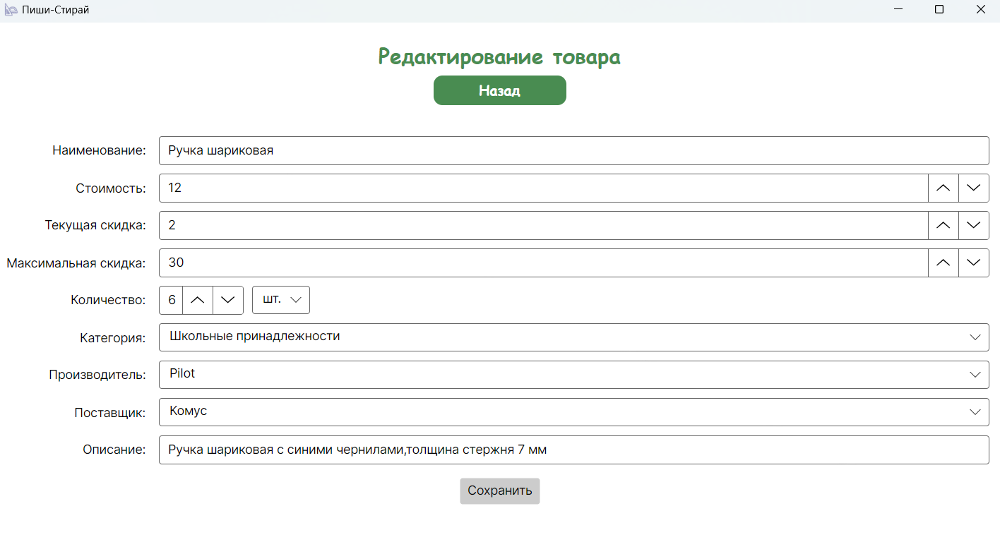 Пиши-Стирай
Редактирование товара
Назад
Наименование: Ручка шариковая
Стоимость: 12
Текущая скидка: 2
Максимальная скидка: 30
Количество: 6 шт.
Категория: Школьные принадлежности
Производитель: Pilot
Поставщик: Комус
Описание: Ручка шариковая с синими чернилами,толщина стержня 7 мм
Сохранить